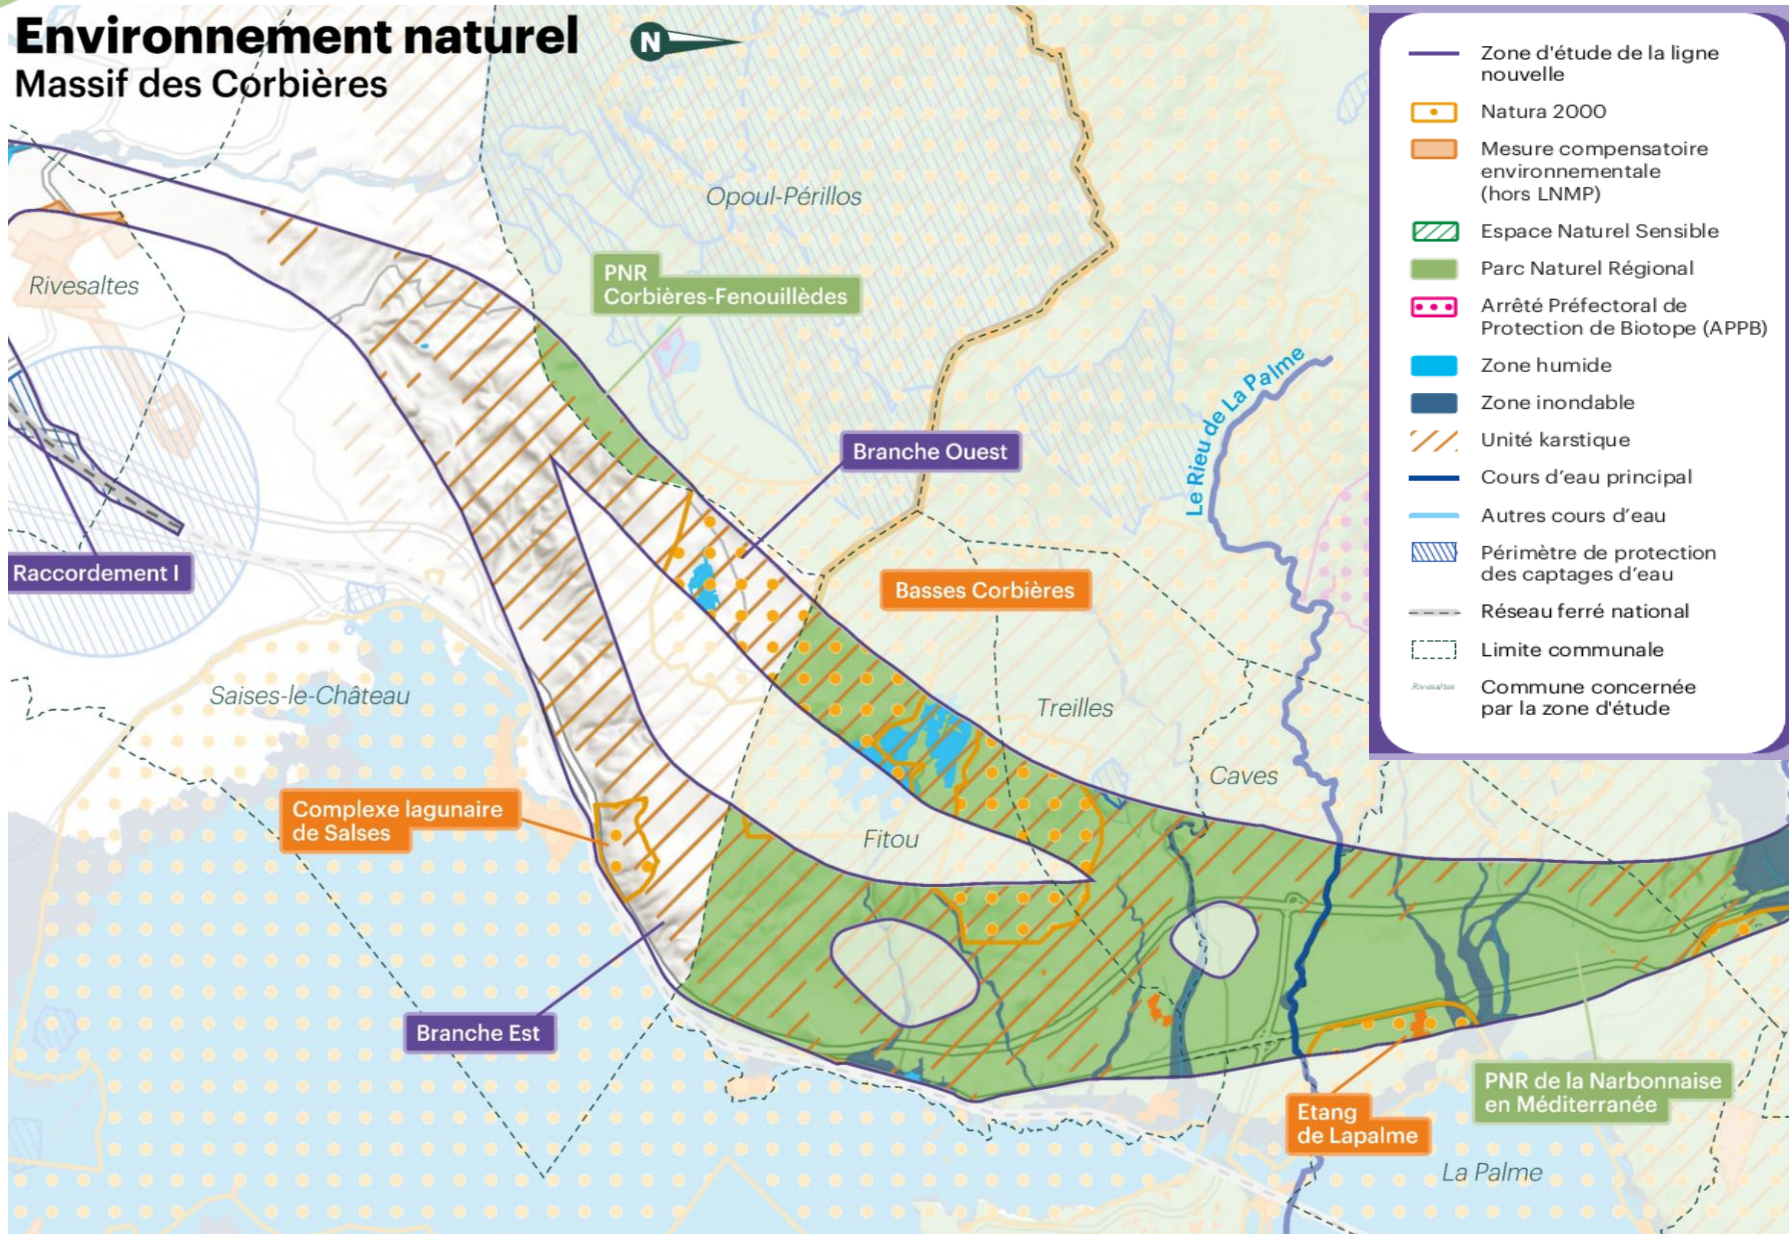 Environnement naturel
Massif des Corbières
N
Opoul-Périllos
PNR
Corbières-Fenouillèdes
Rivesaltes
Branche Ouest
Le Rieu de La Palme
Raccordement I
Basses Corbières
Saises-le-Château
Treilles
Caves
Complexe lagunaire
de Salses
Fitou
Branche Est
PNR de la Narbonnaise
en Méditerranée
Etang
de Lapalme
La Palme
Zone d'étude de la ligne
nouvelle
Natura 2000
Mesure compensatoire
environnementale
(hors LNMP)
Espace Naturel Sensible
Parc Naturel Régional
Arrêté Préfectoral de
Protection de Biotope (APPB)
Zone humide
Zone inondable
Unité karstique
Cours d'eau principal
Autres cours d'eau
Périmètre de protection
des captages d'eau
Réseau ferré national
Limite communale
Rivesaltes
Commune concernée
par la zone d'étude